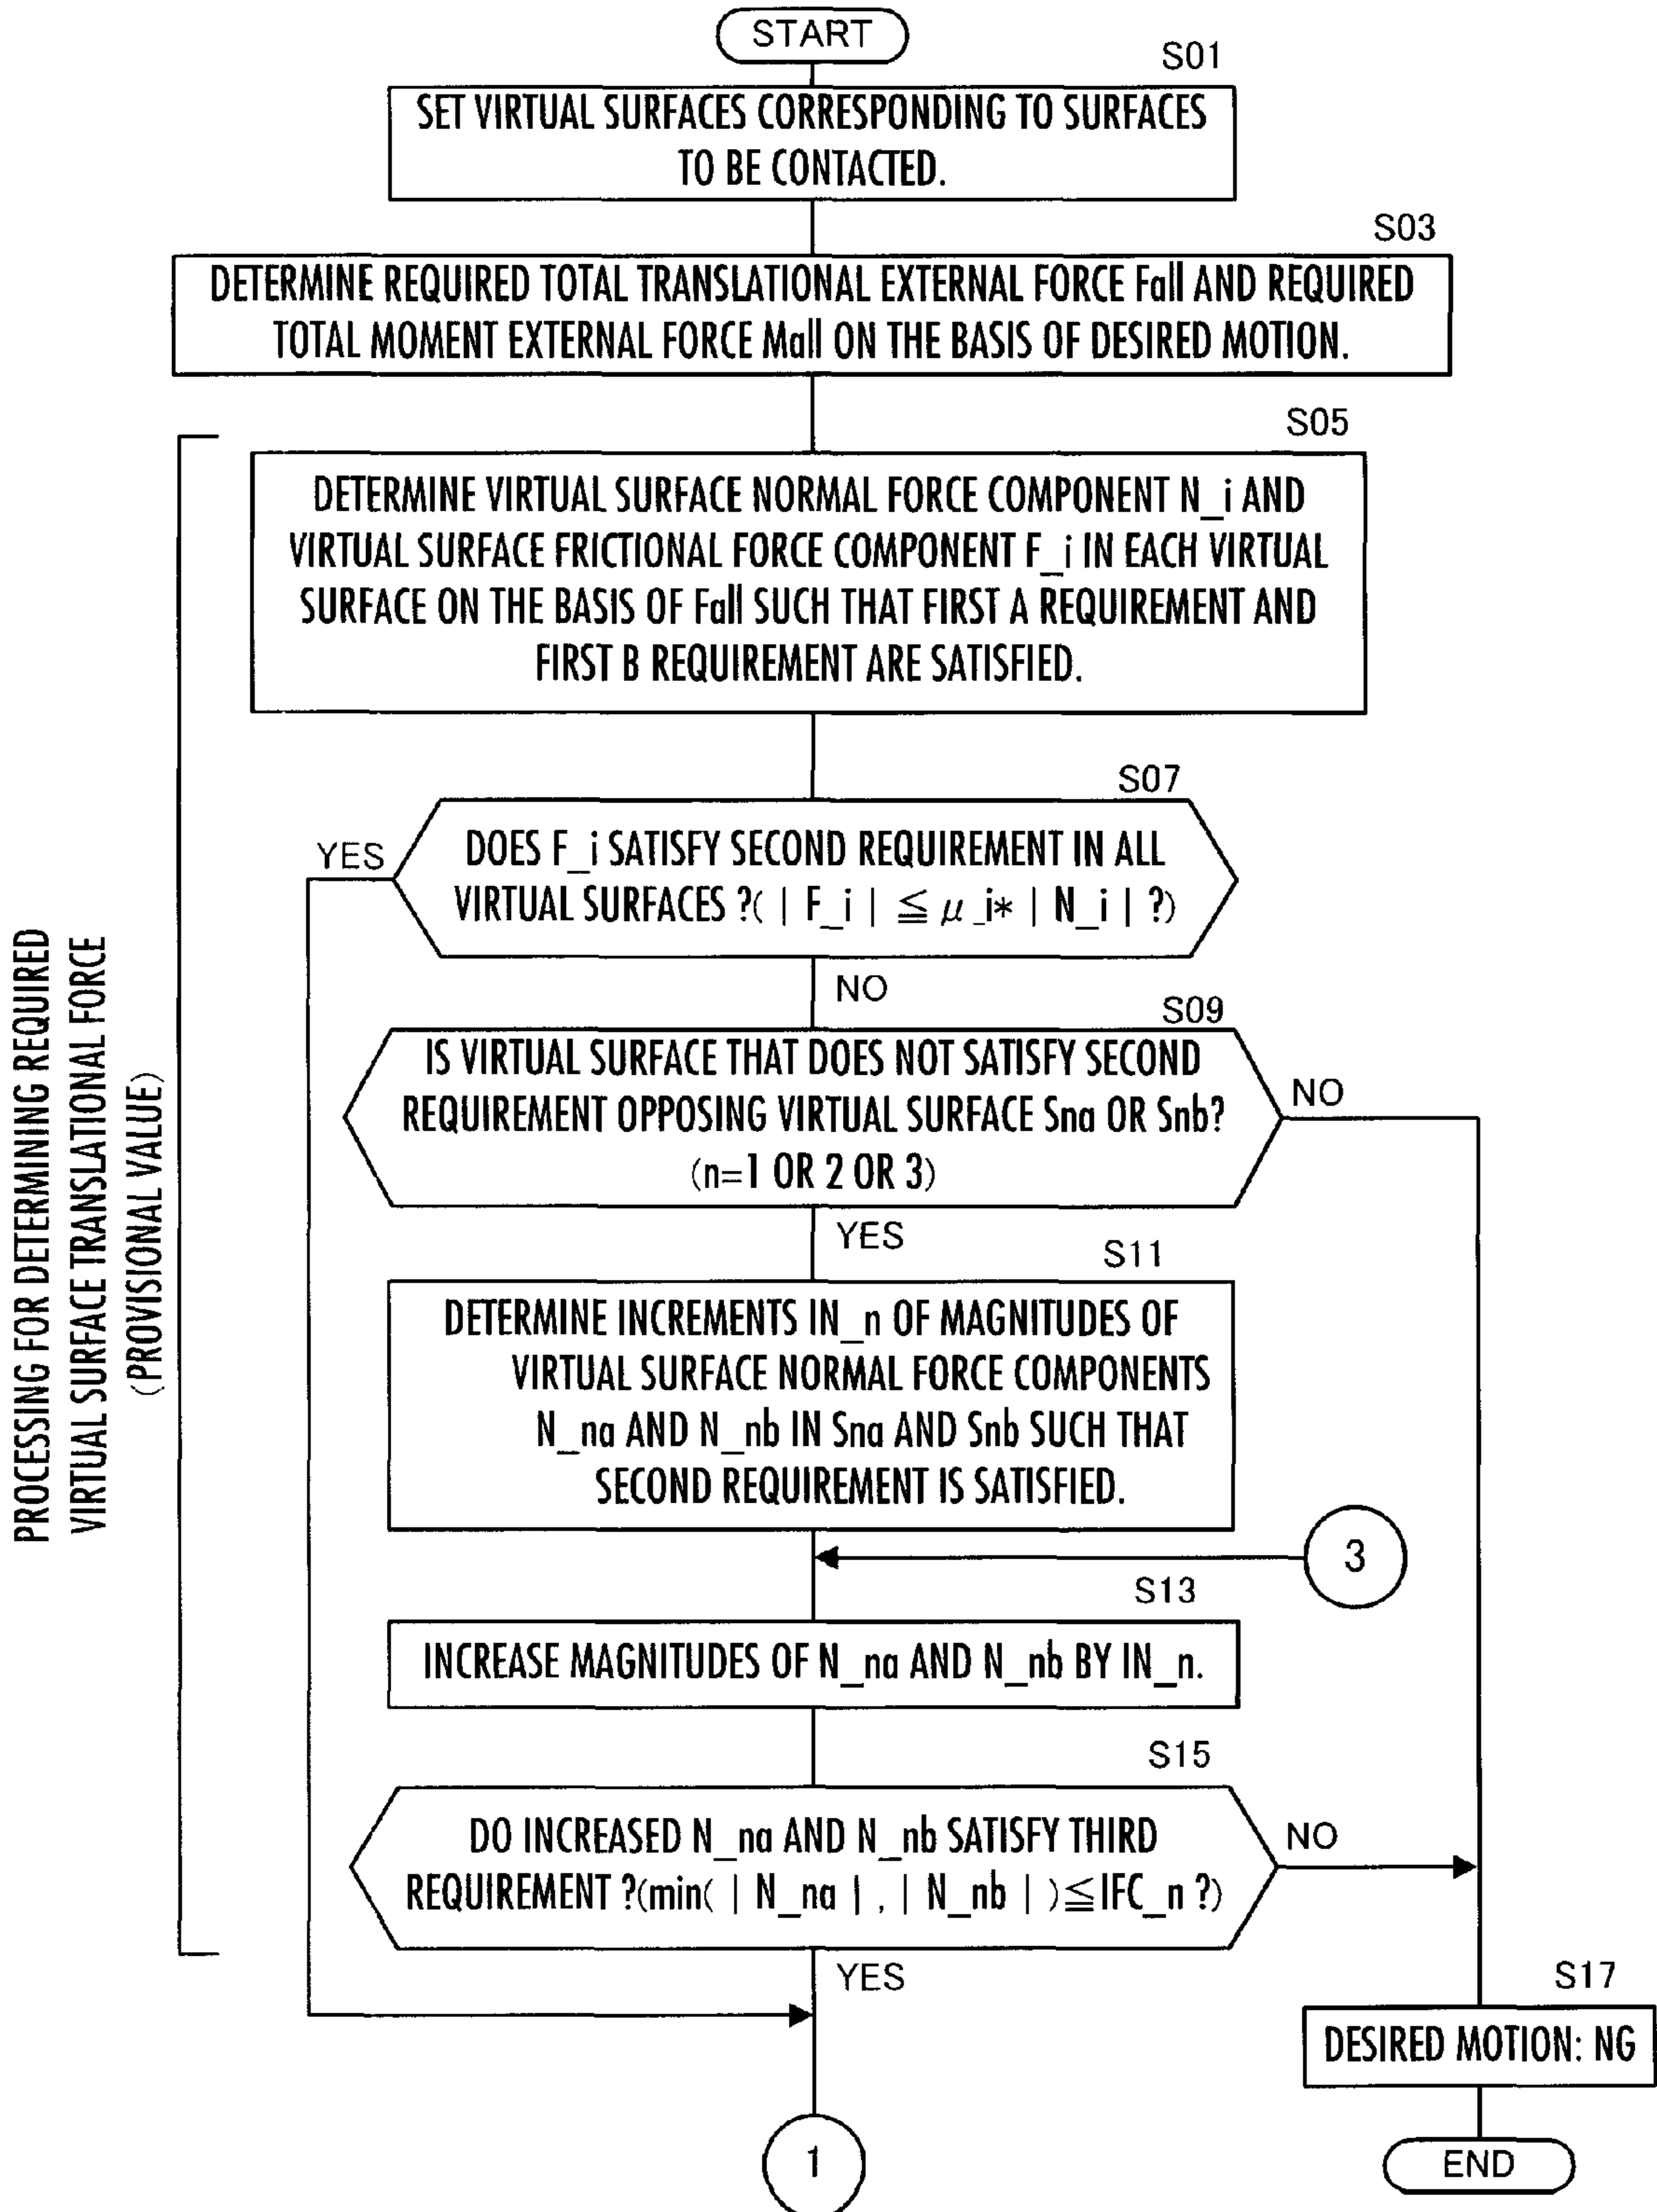 START
S01
SET VIRTUAL SURFACES CORRESPONDING TO SURFACES
TO BE CONTACTED.
S03
DETERMINE REQUIRED TOTAL TRANSLATIONAL EXTERNAL FORCE Fall AND REQUIRED
TOTAL MOMENT EXTERNAL FORCE Mall ON THE BASIS OF DESIRED MOTION.
PROCESSING FOR DETERMINING REQUIRED
VIRTUAL SURFACE TRANSLATIONAL FORCE
(PROVISIONAL VALUE)
S05
DETERMINE VIRTUAL SURFACE NORMAL FORCE COMPONENT N_i AND
VIRTUAL SURFACE FRICTIONAL FORCE COMPONENT F_i IN EACH VIRTUAL
SURFACE ON THE BASIS OF Fall SUCH THAT FIRST A REQUIREMENT AND
FIRST B REQUIREMENT ARE SATISFIED.
S07
YES
DOES F_i SATISFY SECOND REQUIREMENT IN ALL
VIRTUAL SURFACES ?( | F_i | ≦ μ_i* | N_i | ?)
NO
S09
IS VIRTUAL SURFACE THAT DOES NOT SATISFY SECOND
REQUIREMENT OPPOSING VIRTUAL SURFACE Sna OR Snb?
(n=1 OR 2 OR 3)
NO
YES
S11
DETERMINE INCREMENTS IN_n OF MAGNITUDES OF
VIRTUAL SURFACE NORMAL FORCE COMPONENTS
N_na AND N_nb IN Sna AND Snb SUCH THAT
SECOND REQUIREMENT IS SATISFIED.
3
S13
INCREASE MAGNITUDES OF N_na AND N_nb BY IN_n.
S15
DO INCREASED N_na AND N_nb SATISFY THIRD
REQUIREMENT ?(min( | N_na | , | N_nb | )≦IFC_n ?)
NO
YES
S17
DESIRED MOTION: NG
1
END